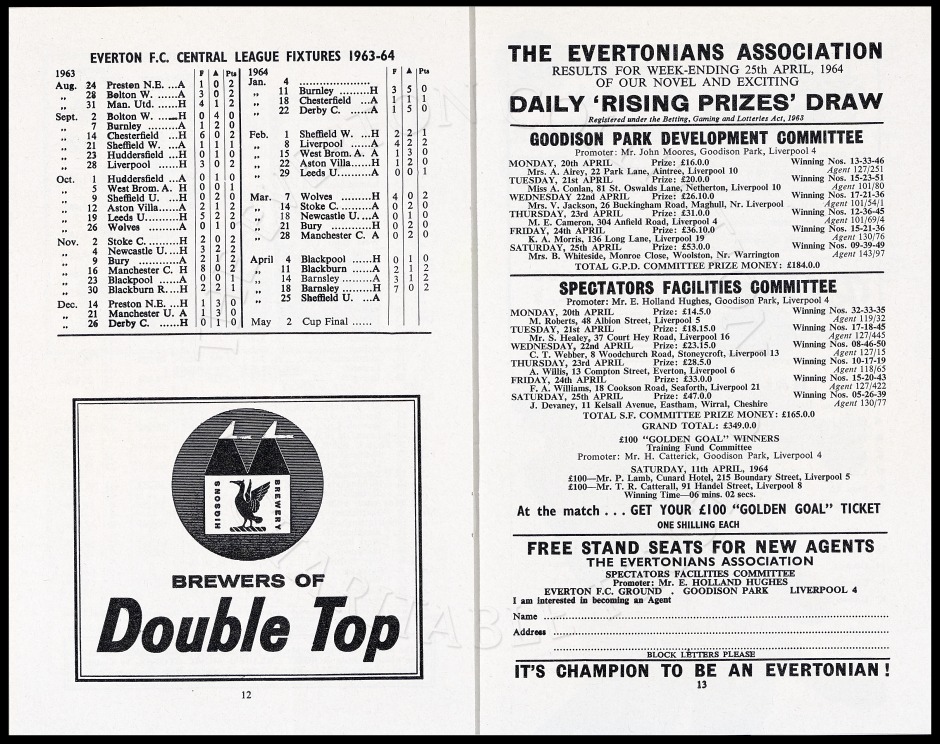 EVERTON F.C. CENTRAL LEAGUE FIXTURES 1963-64
1963 F A Pts
Aug. 24 Preston N.E. ...A 1 0 2
,, 28 Bolton W. ......A 3 0 2
,, 31 Man. Utd. ......H 4 1 2
Sept. 2 Bolton W. ......H 0 4 0
,, 7 Burnley ............A 1 2 0
,, 14 Chesterfield ...H 6 0 2
,, 21 Sheffield W. ...A 1 1 1
,, 23 Huddersfield ...H 0 1 0
,, 28 Liverpool .........H 3 0 2
Oct. 1 Huddersfield ...A 0 1 0
,, 5 West Brom. A. H 0 0 1
,, 9 Sheffield U. ...H 0 2 0
,, 12 Aston Villa ......A 2 1 2
,, 19 Leeds U. .........H 5 2 2
,, 26 Wolves ............A 0 1 0
Nov. 2 Stoke C. .........H 2 0 2
,, 4 Newcastle U. ...H 3 2 2
,, 9 Bury ...............A 2 1 2
,, 16 Manchester C. H 8 0 2
,, 23 Blackpool .........A 0 0 1
,, 30 Blackburn R. ...H 2 1 2
Dec. 14 Preston N.E. ...H 1 3 0
,, 21 Manchester U. A 1 3 0
,, 26 Derby C. .........H 0 1 0
1964 F A Pts
Jan. 4 ........................
,, 11 Burnley ............H 3 5 0
,, 18 Chesterfield ...A 1 1 1
,, 22 Derby C. .........A 1 5 0
Feb. 1 Sheffield W. ...H 2 2 1
,, 8 Liverpool .........A 4 2 2
,, 15 West Brom. A. A 1 3 0
,, 22 Aston Villa ......H 1 2 0
,, 29 Leeds U. .........A 0 0 1
Mar. 7 Wolves ............H 4 0 2
,, 14 Stoke C. .........A 0 2 0
,, 18 Newcastle U. ...A 0 1 0
,, 21 Bury ...............H 0 2 0
,, 28 Manchester C. A 0 2 0
April 4 Blackpool .........H 0 1 0
,, 11 Blackburn .........A 2 1 2
,, 14 Barnsley .........A 3 1 2
,, 18 Barnsley .........H 7 0 2
,, 25 Sheffield U. ...A
May 2 Cup Final ......
HIGSONS BREWERY
BREWERS OF
Double Top
12
THE EVERTONIANS ASSOCIATION
RESULTS FOR WEEK-ENDING 25th APRIL, 1964
OF OUR NOVEL AND EXCITING
DAILY 'RISING PRIZES' DRAW
Registered under the Betting, Gaming and Lotteries Act, 1963
GOODISON PARK DEVELOPMENT COMMITTEE
Promoter: Mr. John Moores, Goodison Park, Liverpool 4
MONDAY, 20th APRIL Prize: £16.0.0 Winning Nos. 13-33-46
Mrs. A. Airey, 22 Park Lane, Aintree, Liverpool 10 Agent 127/251
TUESDAY, 21st APRIL Prize: £22.0.0 Winning Nos. 15-23-51
Miss A. Conlan, 81 St. Oswalds Lane, Netherton, Liverpool 10 Agent 101/80
WEDNESDAY 22nd APRIL Prize: £26.10.0 Winning Nos. 17-21-36
Mrs. V. Jackson, 26 Buckingham Road, Maghull, Nr. Liverpool Agent 101/54/1
THURSDAY, 23rd APRIL Prize: £31.0.0 Winning Nos. 12-36-45
M. E. Cameron, 304 Anfield Road, Liverpool 4 Agent 101/69/4
FRIDAY, 24th APRIL Prize: £36.10.0 Winning Nos. 15-21-36
K. A. Morris, 136 Long Lane, Liverpool 19 Agent 130/76
SATURDAY, 25th APRIL Prize: £53.0.0 Winning Nos. 09-39-49
Mrs. B. Whiteside, Monroe Close, Woolston, Nr. Warrington Agent 143/97
TOTAL G.P.D. COMMITTEE PRIZE MONEY: £184.0.0
SPECTATORS FACILITIES COMMITTEE
Promoter: Mr. E. Holland Hughes, Goodison Park, Liverpool 4
MONDAY, 20th APRIL Prize: £14.5.0 Winning Nos. 32-33-35
M. Roberts, 48 Albion Street, Liverpool 5 Agent 119/32
TUESDAY, 21st APRIL Prize: £18.15.0 Winning Nos. 17-18-45
Mr. S. Healey, 37 Court Hey Road, Liverpool 16 Agent 127/445
WEDNESDAY, 22nd APRIL Prize: £23.15.0 Winning Nos. 08-46-50
C. T. Webber, 8 Woodchurch Road, Stoneycroft, Liverpool 13 Agent 127/15
THURSDAY, 23rd APRIL Prize: £28.5.0 Winning Nos. 10-17-19
A. Willis, 13 Compton Street, Everton, Liverpool 6 Agent 118/65
FRIDAY, 24th APRIL Prize: £33.0.0 Winning Nos. 15-20-43
F. A. Williams, 18 Cookson Road, Seaforth, Liverpool 21 Agent 127/422
SATURDAY, 25th APRIL Prize: £47.0.0 Winning Nos. 05-26-39
J. Devaney, 11 Kelsall Avenue, Eastham, Wirral, Cheshire Agent 130/77
TOTAL S.F. COMMITTEE PRIZE MONEY: £165.0.0
GRAND TOTAL: £349.0.0
£100 "GOLDEN GOAL" WINNERS
Training Fund Committee
Promoter: Mr. H. Catterick, Goodison Park, Liverpool 4
SATURDAY, 11th APRIL, 1964
£100—Mr. P. Lamb, Cunard Hotel, 215 Boundary Street, Liverpool 5
£100—Mr. T. R. Catterall, 91 Handel Street, Liverpool 8
Winning Time—06 mins. 02 secs.
At the match . . . GET YOUR £100 "GOLDEN GOAL" TICKET
ONE SHILLING EACH
FREE STAND SEATS FOR NEW AGENTS
THE EVERTONIANS ASSOCIATION
SPECTATORS FACILITIES COMMITTEE
Promoter: Mr. E. HOLLAND HUGHES
EVERTON F.C. GROUND . GOODISON PARK LIVERPOOL 4
I am interested in becoming an Agent
Name
Address
BLOCK LETTERS PLEASE
IT'S CHAMPION TO BE AN EVERTONIAN!
13